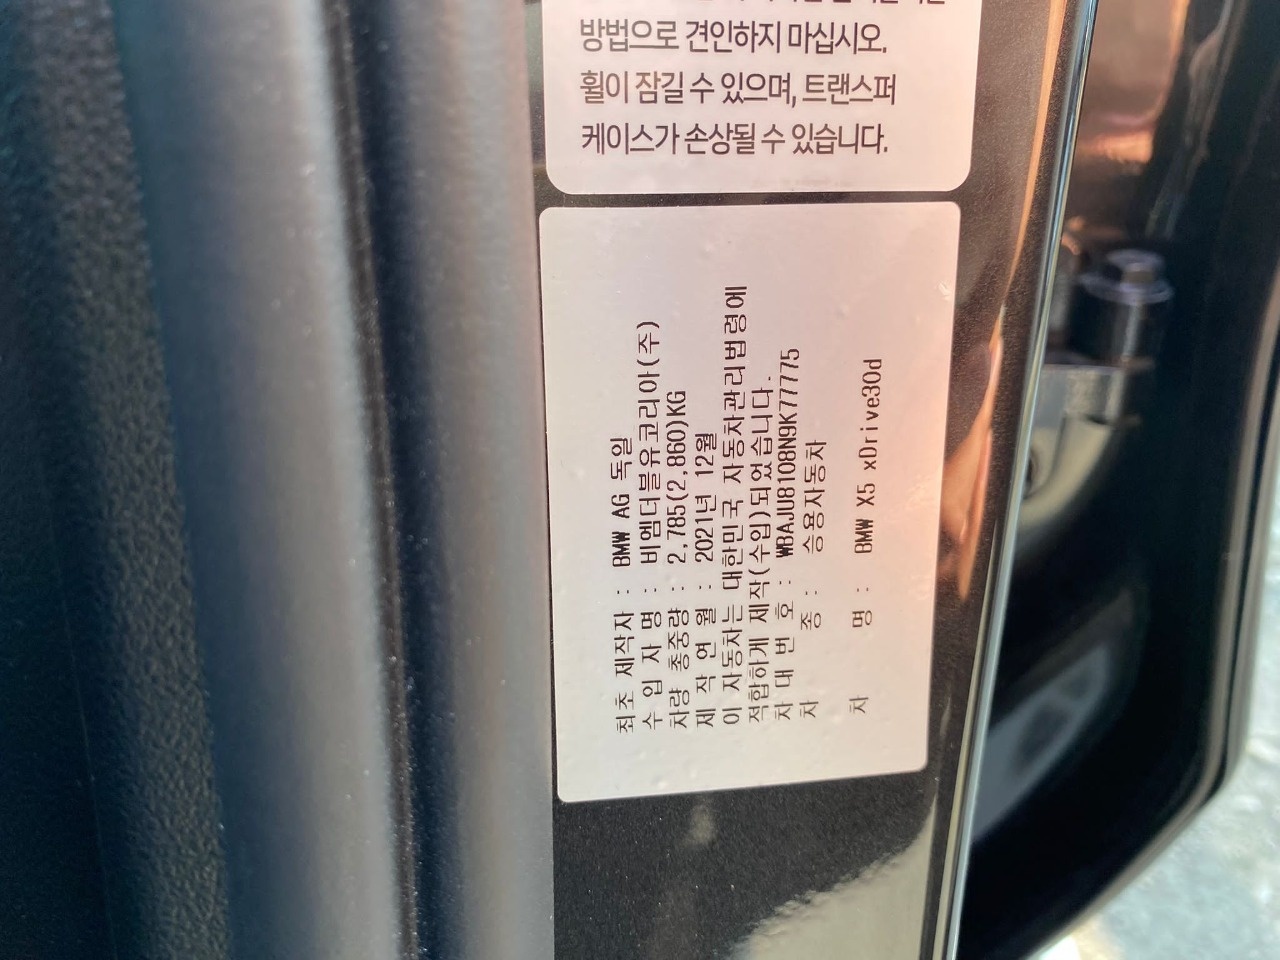 방법으로 견인하지 마십시오.
휠이 잠길 수 있으며, 트랜스퍼
케이스가 손상될 수 있습니다.
최초 제작자 : BMW AG 독일
수 입 자 명 : 비엠더블유코리아(주)
차량 총중량 : 2,785(2,860)KG
제 작 연 월 : 2021년 12월
이 자동차는 대한민국 자동차관리법령에
적합하게 제작(수입)되었습니다.
차 대 번 호 : WBAJU8108N9K77775
차 종 : 승용자동차
차 명 : BMW X5 xDrive30d